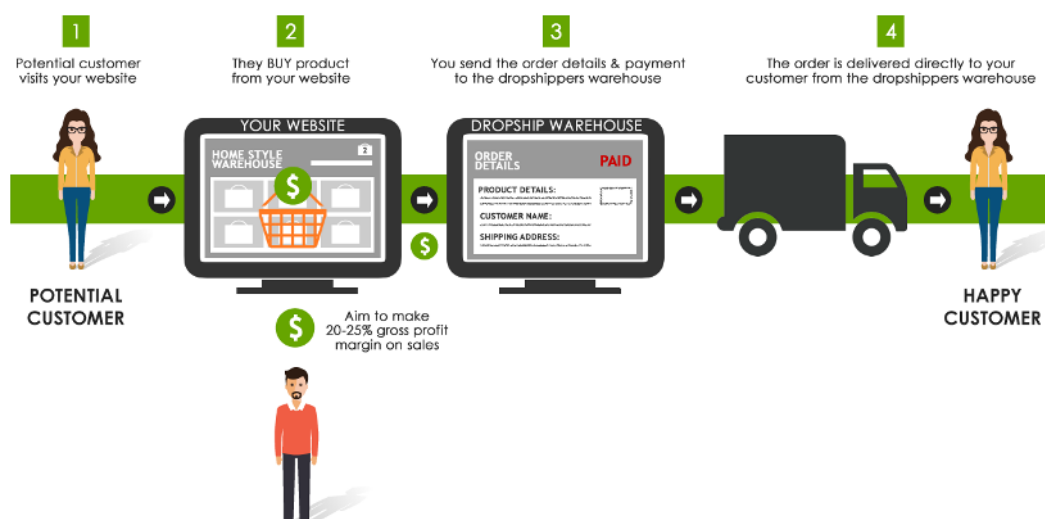 1
Potential customer
visits your website
2
They BUY product
from your website
3
You send the order details & payment
to the dropshippers warehouse
4
The order is delivered directly to your
customer from the dropshippers warehouse
YOUR WEBSITE
HOME STYLE
WAREHOUSE
2
$
DROPSHIP WAREHOUSE
ORDER
DETAILS
PAID
PRODUCT DETAILS:
CUSTOMER NAME:
SHIPPING ADDRESS:
$
POTENTIAL
CUSTOMER
HAPPY
CUSTOMER
$
Aim to make
20-25% gross profit
margin on sales